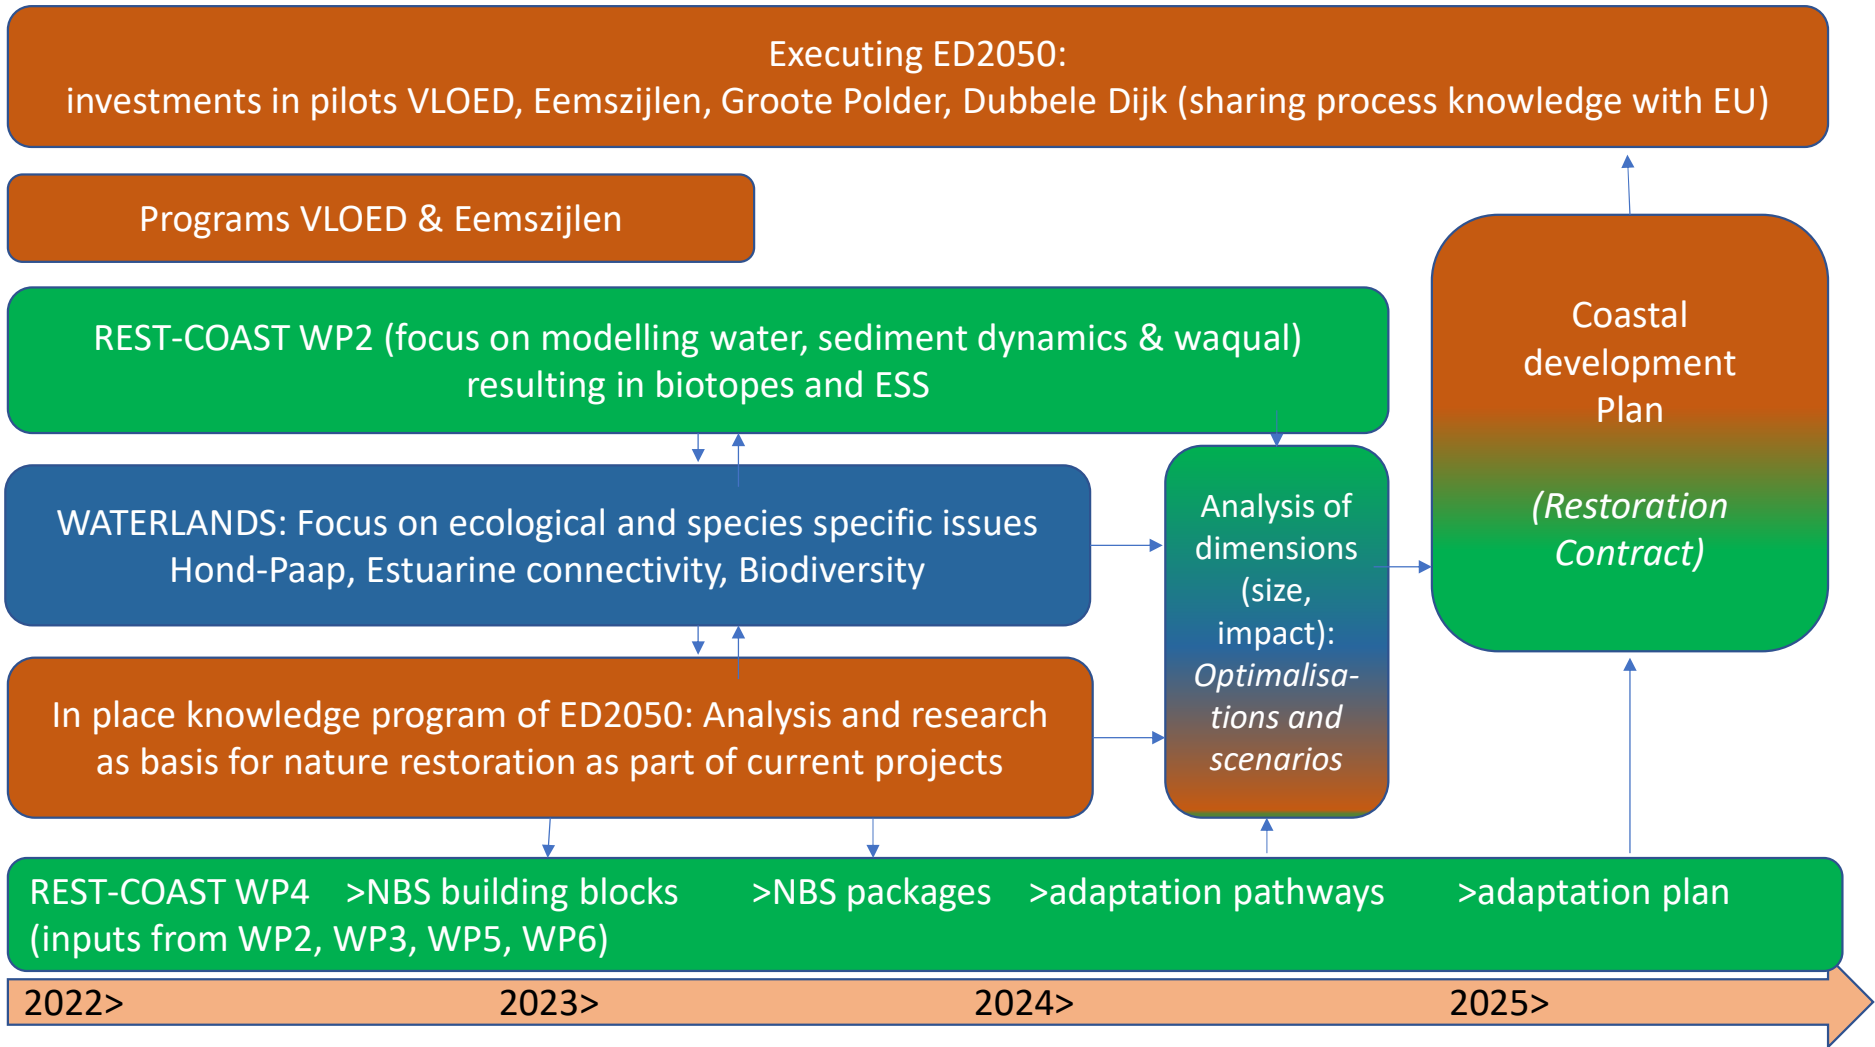 Executing ED2050:
investments in pilots VLOED, Eemszijlen, Groote Polder, Dubbele Dijk (sharing process knowledge with EU)
Programs VLOED & Eemszijlen
REST-COAST WP2 (focus on modelling water, sediment dynamics & waqual)
resulting in biotopes and ESS
WATERLANDS: Focus on ecological and species specific issues
Hond-Paap, Estuarine connectivity, Biodiversity
In place knowledge program of ED2050: Analysis and research
as basis for nature restoration as part of current projects
Analysis of
dimensions
(size,
impact):
Optimalisa-
tions and
scenarios
Coastal
development
Plan
(Restoration
Contract)
REST-COAST WP4 >NBS building blocks >NBS packages >adaptation pathways >adaptation plan
(inputs from WP2, WP3, WP5, WP6)
2022> 2023> 2024> 2025>